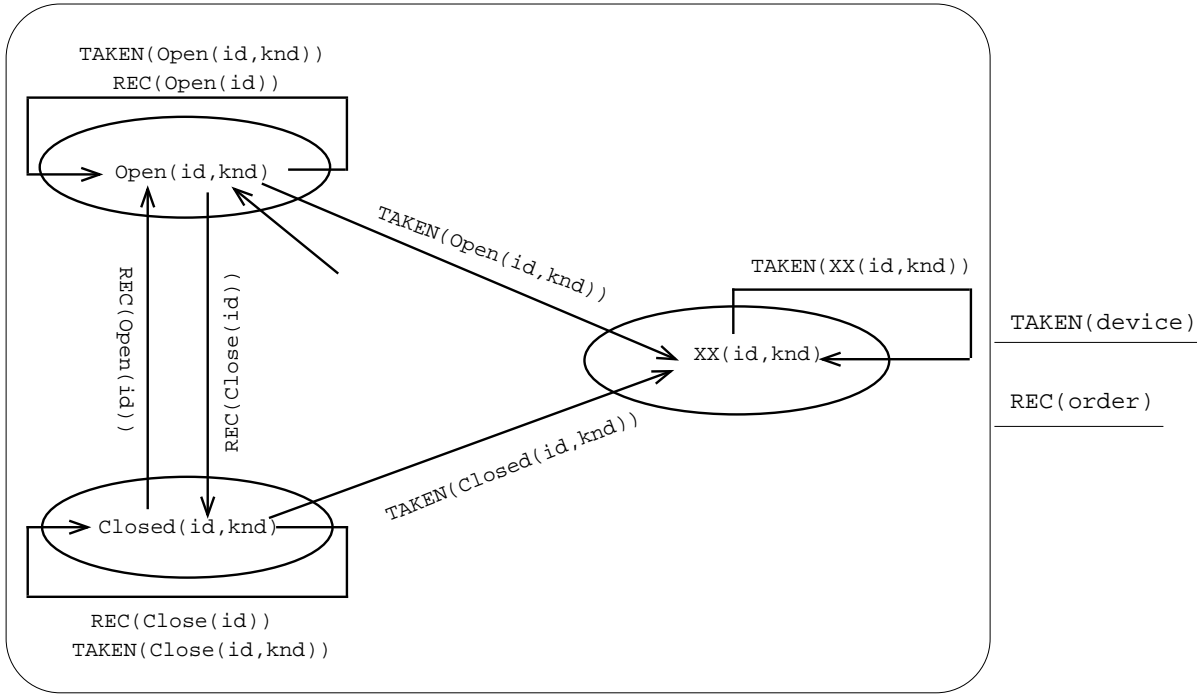 TAKEN(Open(id,knd))
REC(Open(id))
Open(id,knd)
TAKEN(Open(id,knd))
REC(Open(id))
REC(Close(id))
TAKEN(XX(id,knd))
XX(id,knd)
TAKEN(device)
REC(order)
TAKEN(Closed(id,knd))
Closed(id,knd)
REC(Close(id))
TAKEN(Close(id,knd))